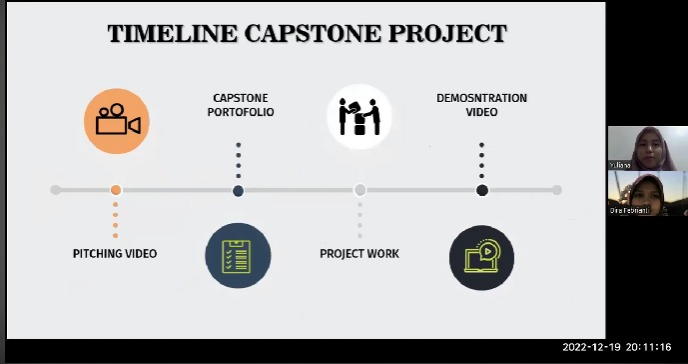 TIMELINE CAPSTONE PROJECT
CAPSTONE
PORTOFOLIO
DEMOSNTRATION
VIDEO
PITCHING VIDEO
PROJECT WORK
Yuliana
Dira Febrianti
2022-12-19 20:11:16